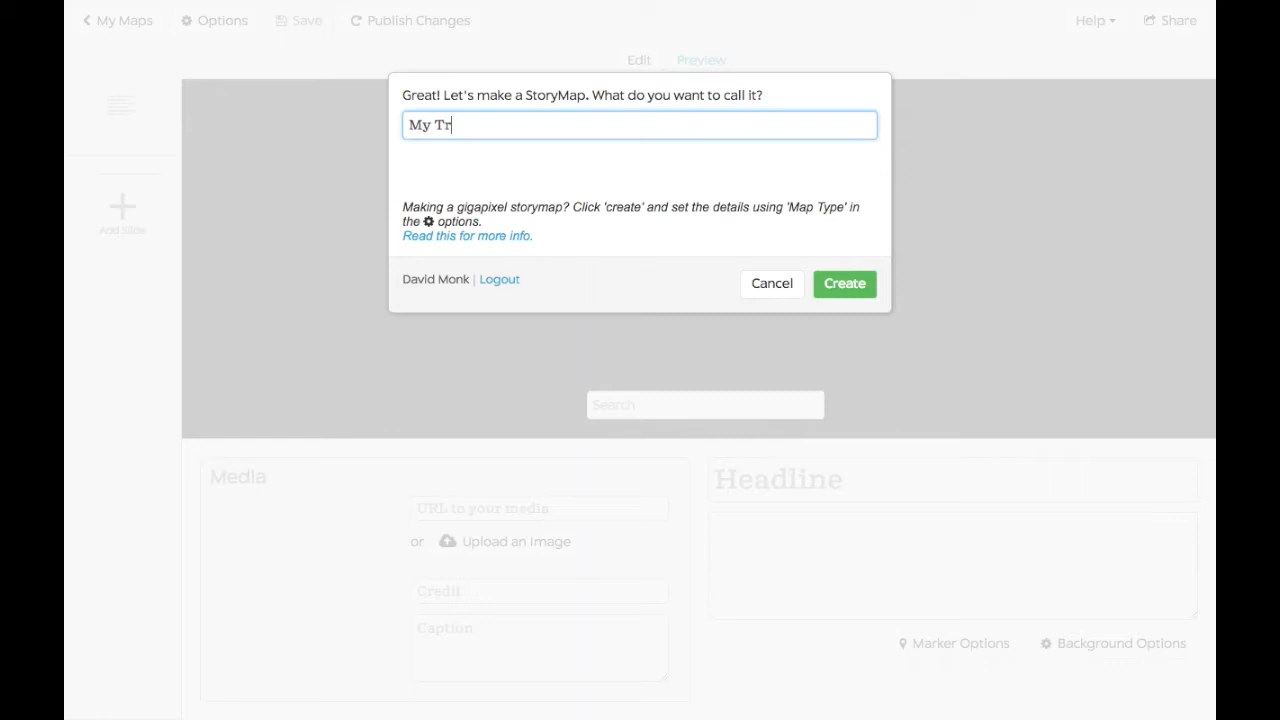 My Maps Options Save Publish Changes Help Share
Edit Preview
Great! Let's make a StoryMap. What do you want to call it?
My Tr
Making a gigapixel storymap? Click 'create' and set the details using 'Map Type' in
the options.
Read this for more info.
Add Slide
David Monk | Logout
Cancel Create
Search
Media
Headline
URL to your media
or Upload an Image
Credit
Caption
Marker Options Background Options